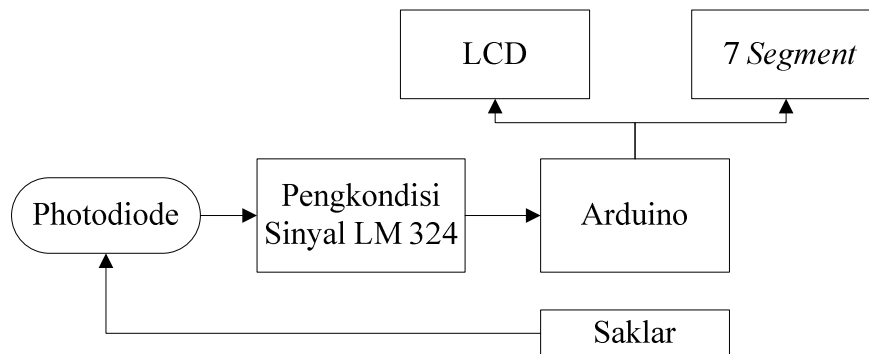 LCD
7 Segment
Photodiode
Pengkondisi
Sinyal LM 324
Arduino
Saklar